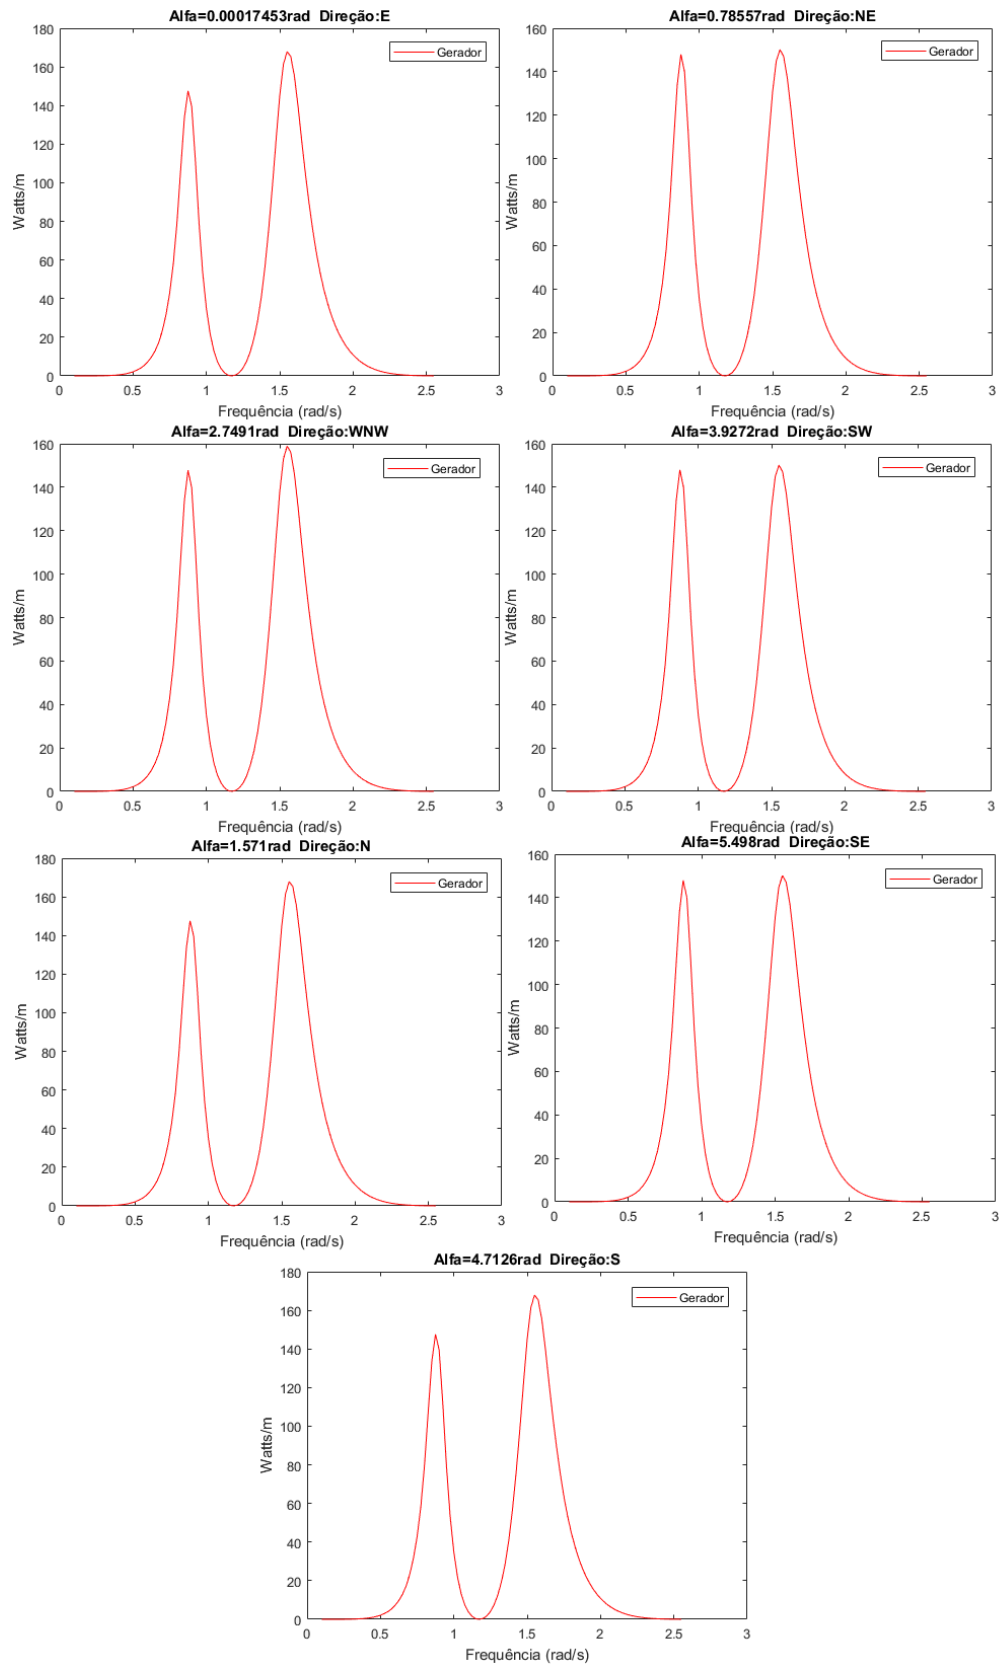 Alfa=0.00017453rad Direção:E
180
160
140
120
100
80
60
40
20
0
Watts/m
Gerador
0 0.5 1 1.5 2 2.5 3
Frequência (rad/s)
Alfa=0.78557rad Direção:NE
160
140
120
100
80
60
40
20
0
Watts/m
Gerador
0 0.5 1 1.5 2 2.5 3
Frequência (rad/s)
Alfa=2.7491rad Direção:WNW
160
140
120
100
80
60
40
20
0
Watts/m
Gerador
0 0.5 1 1.5 2 2.5 3
Frequência (rad/s)
Alfa=3.9272rad Direção:SW
160
140
120
100
80
60
40
20
0
Watts/m
Gerador
0 0.5 1 1.5 2 2.5 3
Frequência (rad/s)
Alfa=1.571rad Direção:N
180
160
140
120
100
80
60
40
20
0
Watts/m
Gerador
0 0.5 1 1.5 2 2.5 3
Frequência (rad/s)
Alfa=5.498rad Direção:SE
160
140
120
100
80
60
40
20
0
Watts/m
Gerador
0 0.5 1 1.5 2 2.5 3
Frequência (rad/s)
Alfa=4.7126rad Direção:S
180
160
140
120
100
80
60
40
20
0
Watts/m
Gerador
0 0.5 1 1.5 2 2.5 3
Frequência (rad/s)